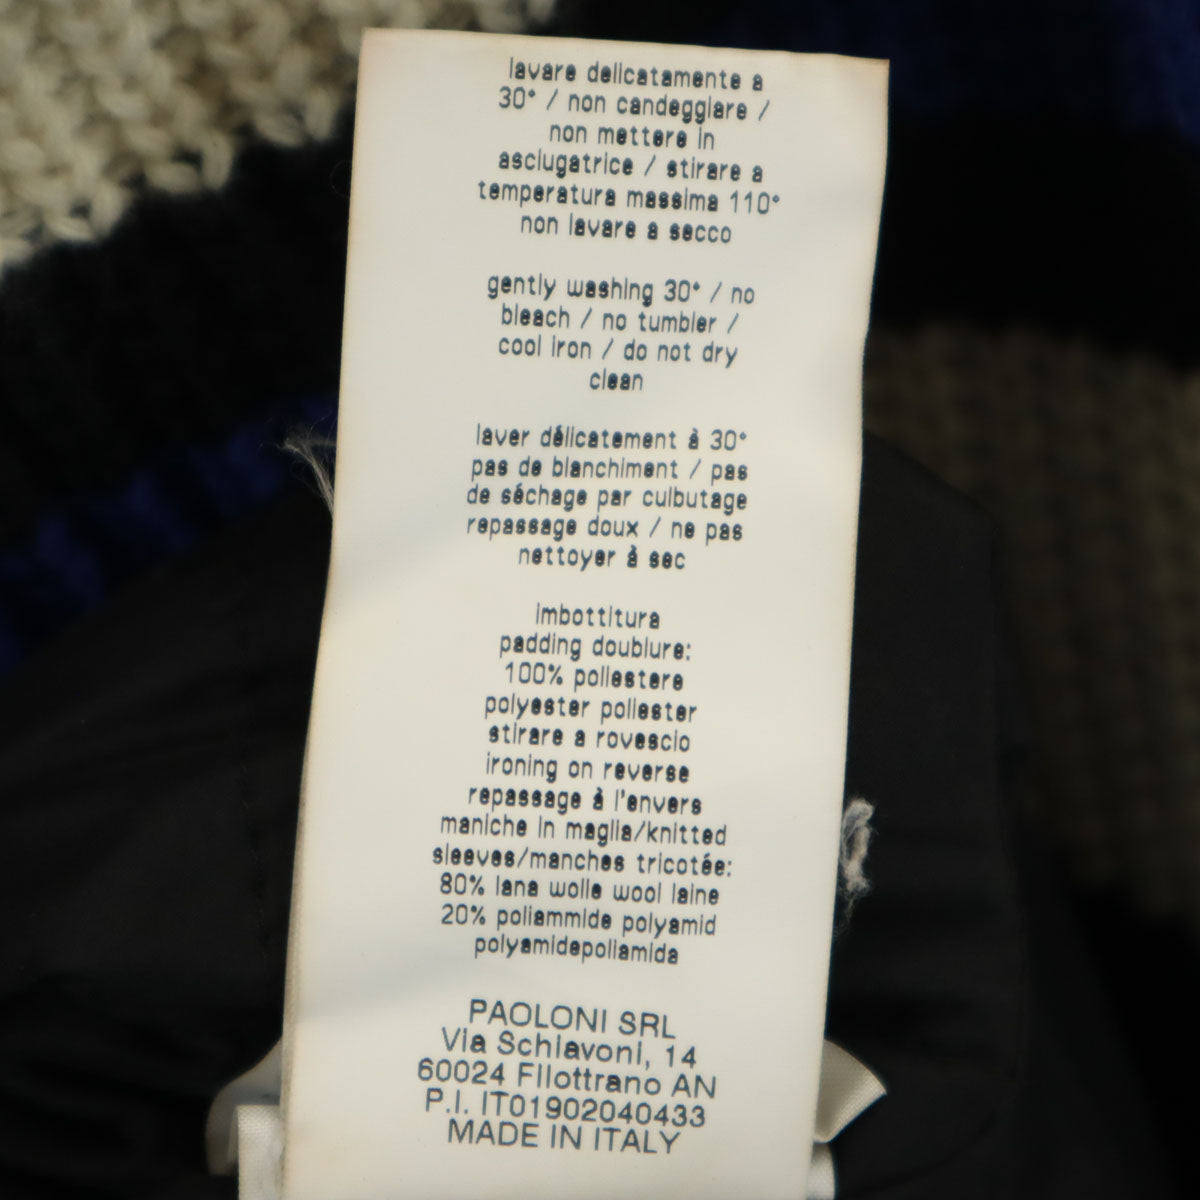 lavare delicatamente a
30° / non candeggiare /
non mettere in
asciugatrice / stirare a
temperatura massima 110°
non lavare a secco
gently washing 30° / no
bleach / no tumbler /
cool iron / do not dry
clean
laver délicatement à 30°
pas de blanchiment / pas
de séchage par culbutage
repassage doux / ne pas
nettoyer à sec
imbottitura
padding doublure:
100% poliestere
polyester poliester
stirare a rovescio
ironing on reverse
repassage à l'envers
maniche in maglia/knitted
sleeves/manches tricotée:
80% lana wolle wool laine
20% poliammide polyamid
polyamidepoliamida
PAOLONI SRL
Via Schiavoni, 14
60024 Filottrano AN
P.I. IT01902040433
MADE IN ITALY